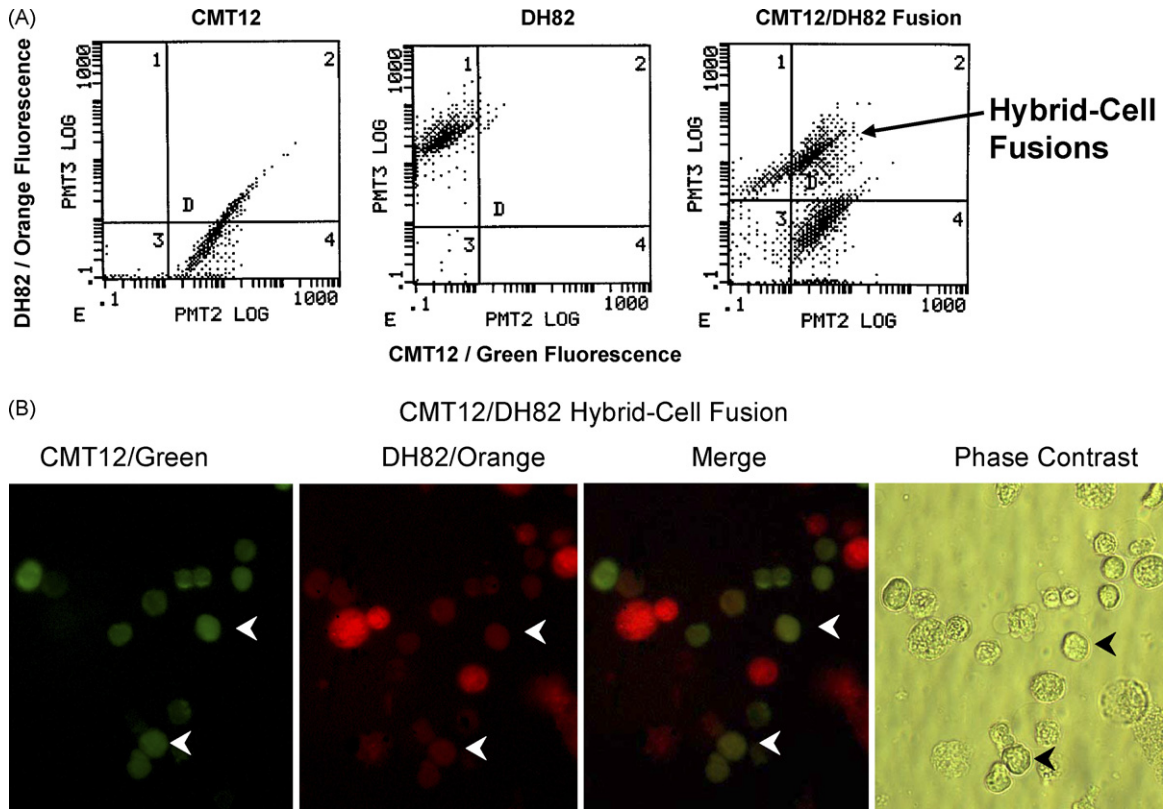 (A)
CMT12
DH82
CMT12/DH82 Fusion
DH82 / Orange Fluorescence
PMT3 LOG
1000
.1
1
2
D
3
4
.1
1000
E
PMT2 LOG
PMT3 LOG
1000
.1
1
2
D
3
4
.1
1000
E
PMT2 LOG
PMT3 LOG
1000
.1
1
2
D
3
4
.1
1000
E
PMT2 LOG
Hybrid-Cell
Fusions
CMT12 / Green Fluorescence
(B)
CMT12/DH82 Hybrid-Cell Fusion
CMT12/Green
DH82/Orange
Merge
Phase Contrast